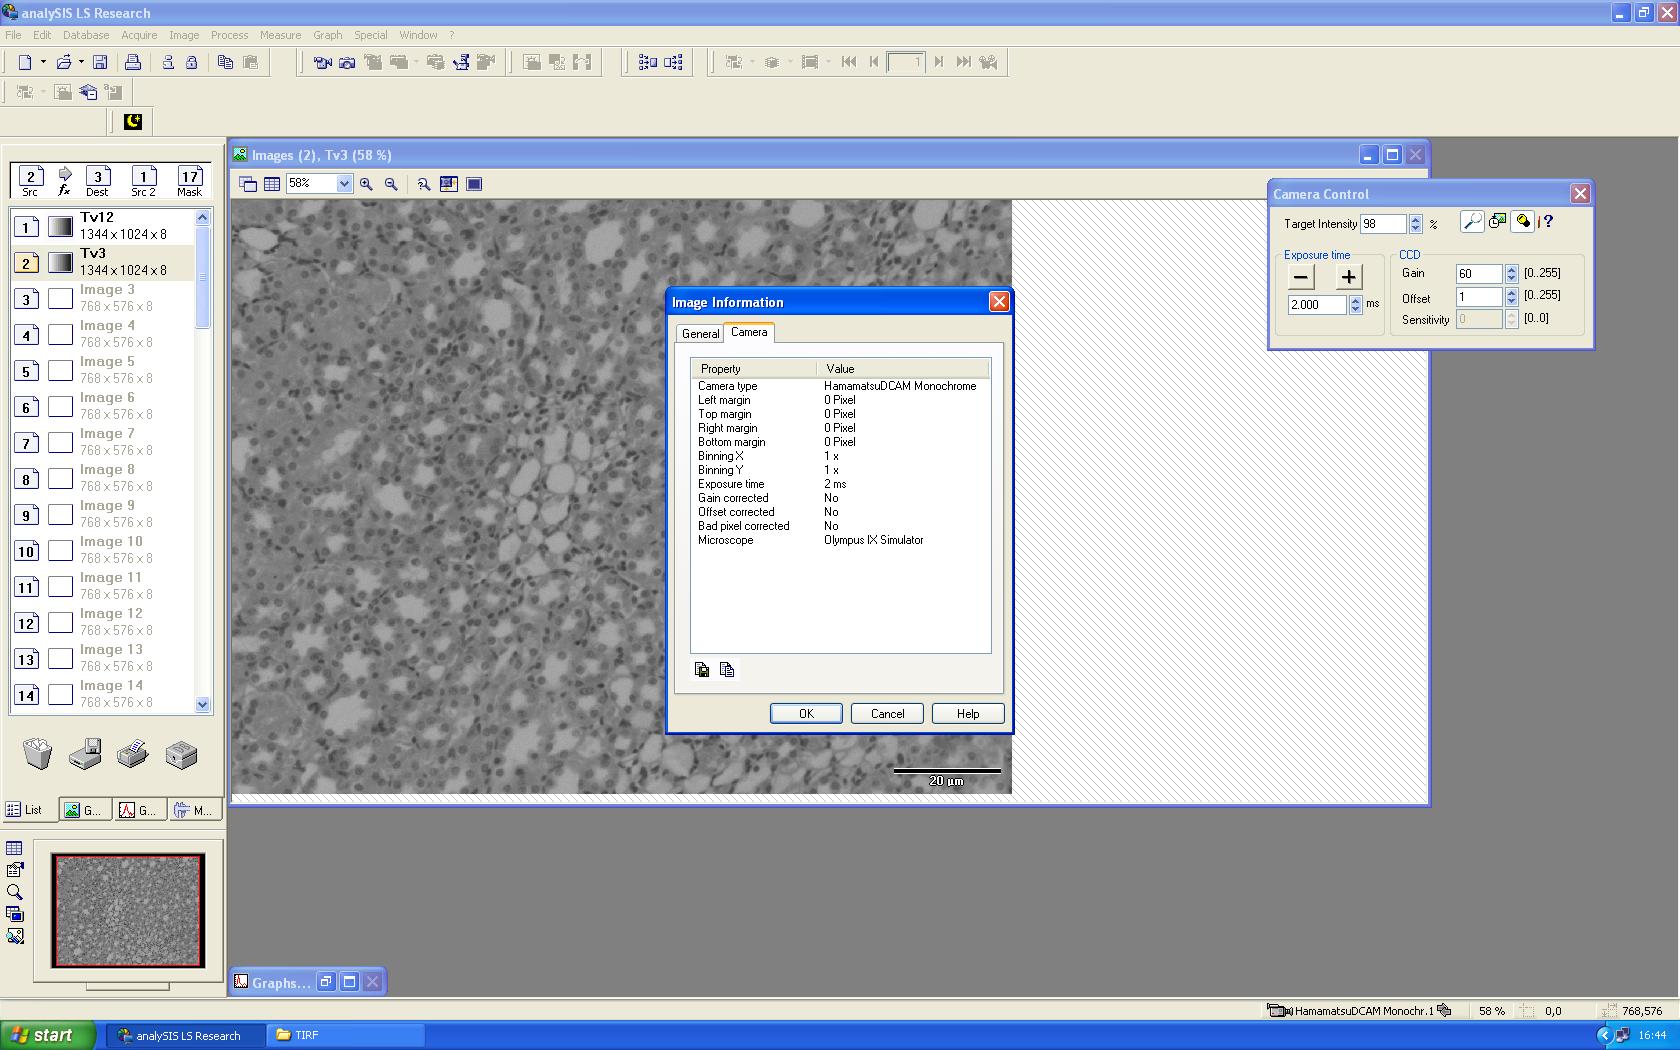 analySIS LS Research
File Edit Database Acquire Image Process Measure Graph Special Window ?
1
2 3 1 17
Src fx Dest Src 2 Mask
1 Tv12
1344 x 1024 x 8
2 Tv3
1344 x 1024 x 8
3 Image 3
768 x 576 x 8
4 Image 4
768 x 576 x 8
5 Image 5
768 x 576 x 8
6 Image 6
768 x 576 x 8
7 Image 7
768 x 576 x 8
8 Image 8
768 x 576 x 8
9 Image 9
768 x 576 x 8
10 Image 10
768 x 576 x 8
11 Image 11
768 x 576 x 8
12 Image 12
768 x 576 x 8
13 Image 13
768 x 576 x 8
14 Image 14
768 x 576 x 8
List G... G... M...
Images (2), Tv3 (58 %)
58%
20 µm
Image Information
General Camera
Property Value
Camera type HamamatsuDCAM Monochrome
Left margin 0 Pixel
Top margin 0 Pixel
Right margin 0 Pixel
Bottom margin 0 Pixel
Binning X 1 x
Binning Y 1 x
Exposure time 2 ms
Gain corrected No
Offset corrected No
Bad pixel corrected No
Microscope Olympus IX Simulator
OK Cancel Help
Camera Control
Target Intensity 98 % ?
Exposure time
2.000 ms
CCD
Gain 60 [0..255]
Offset 1 [0..255]
Sensitivity 0 [0..0]
Graphs...
HamamatsuDCAM Monochr.1 58 % 0,0 768,576
start analySIS LS Research TIRF 16:44